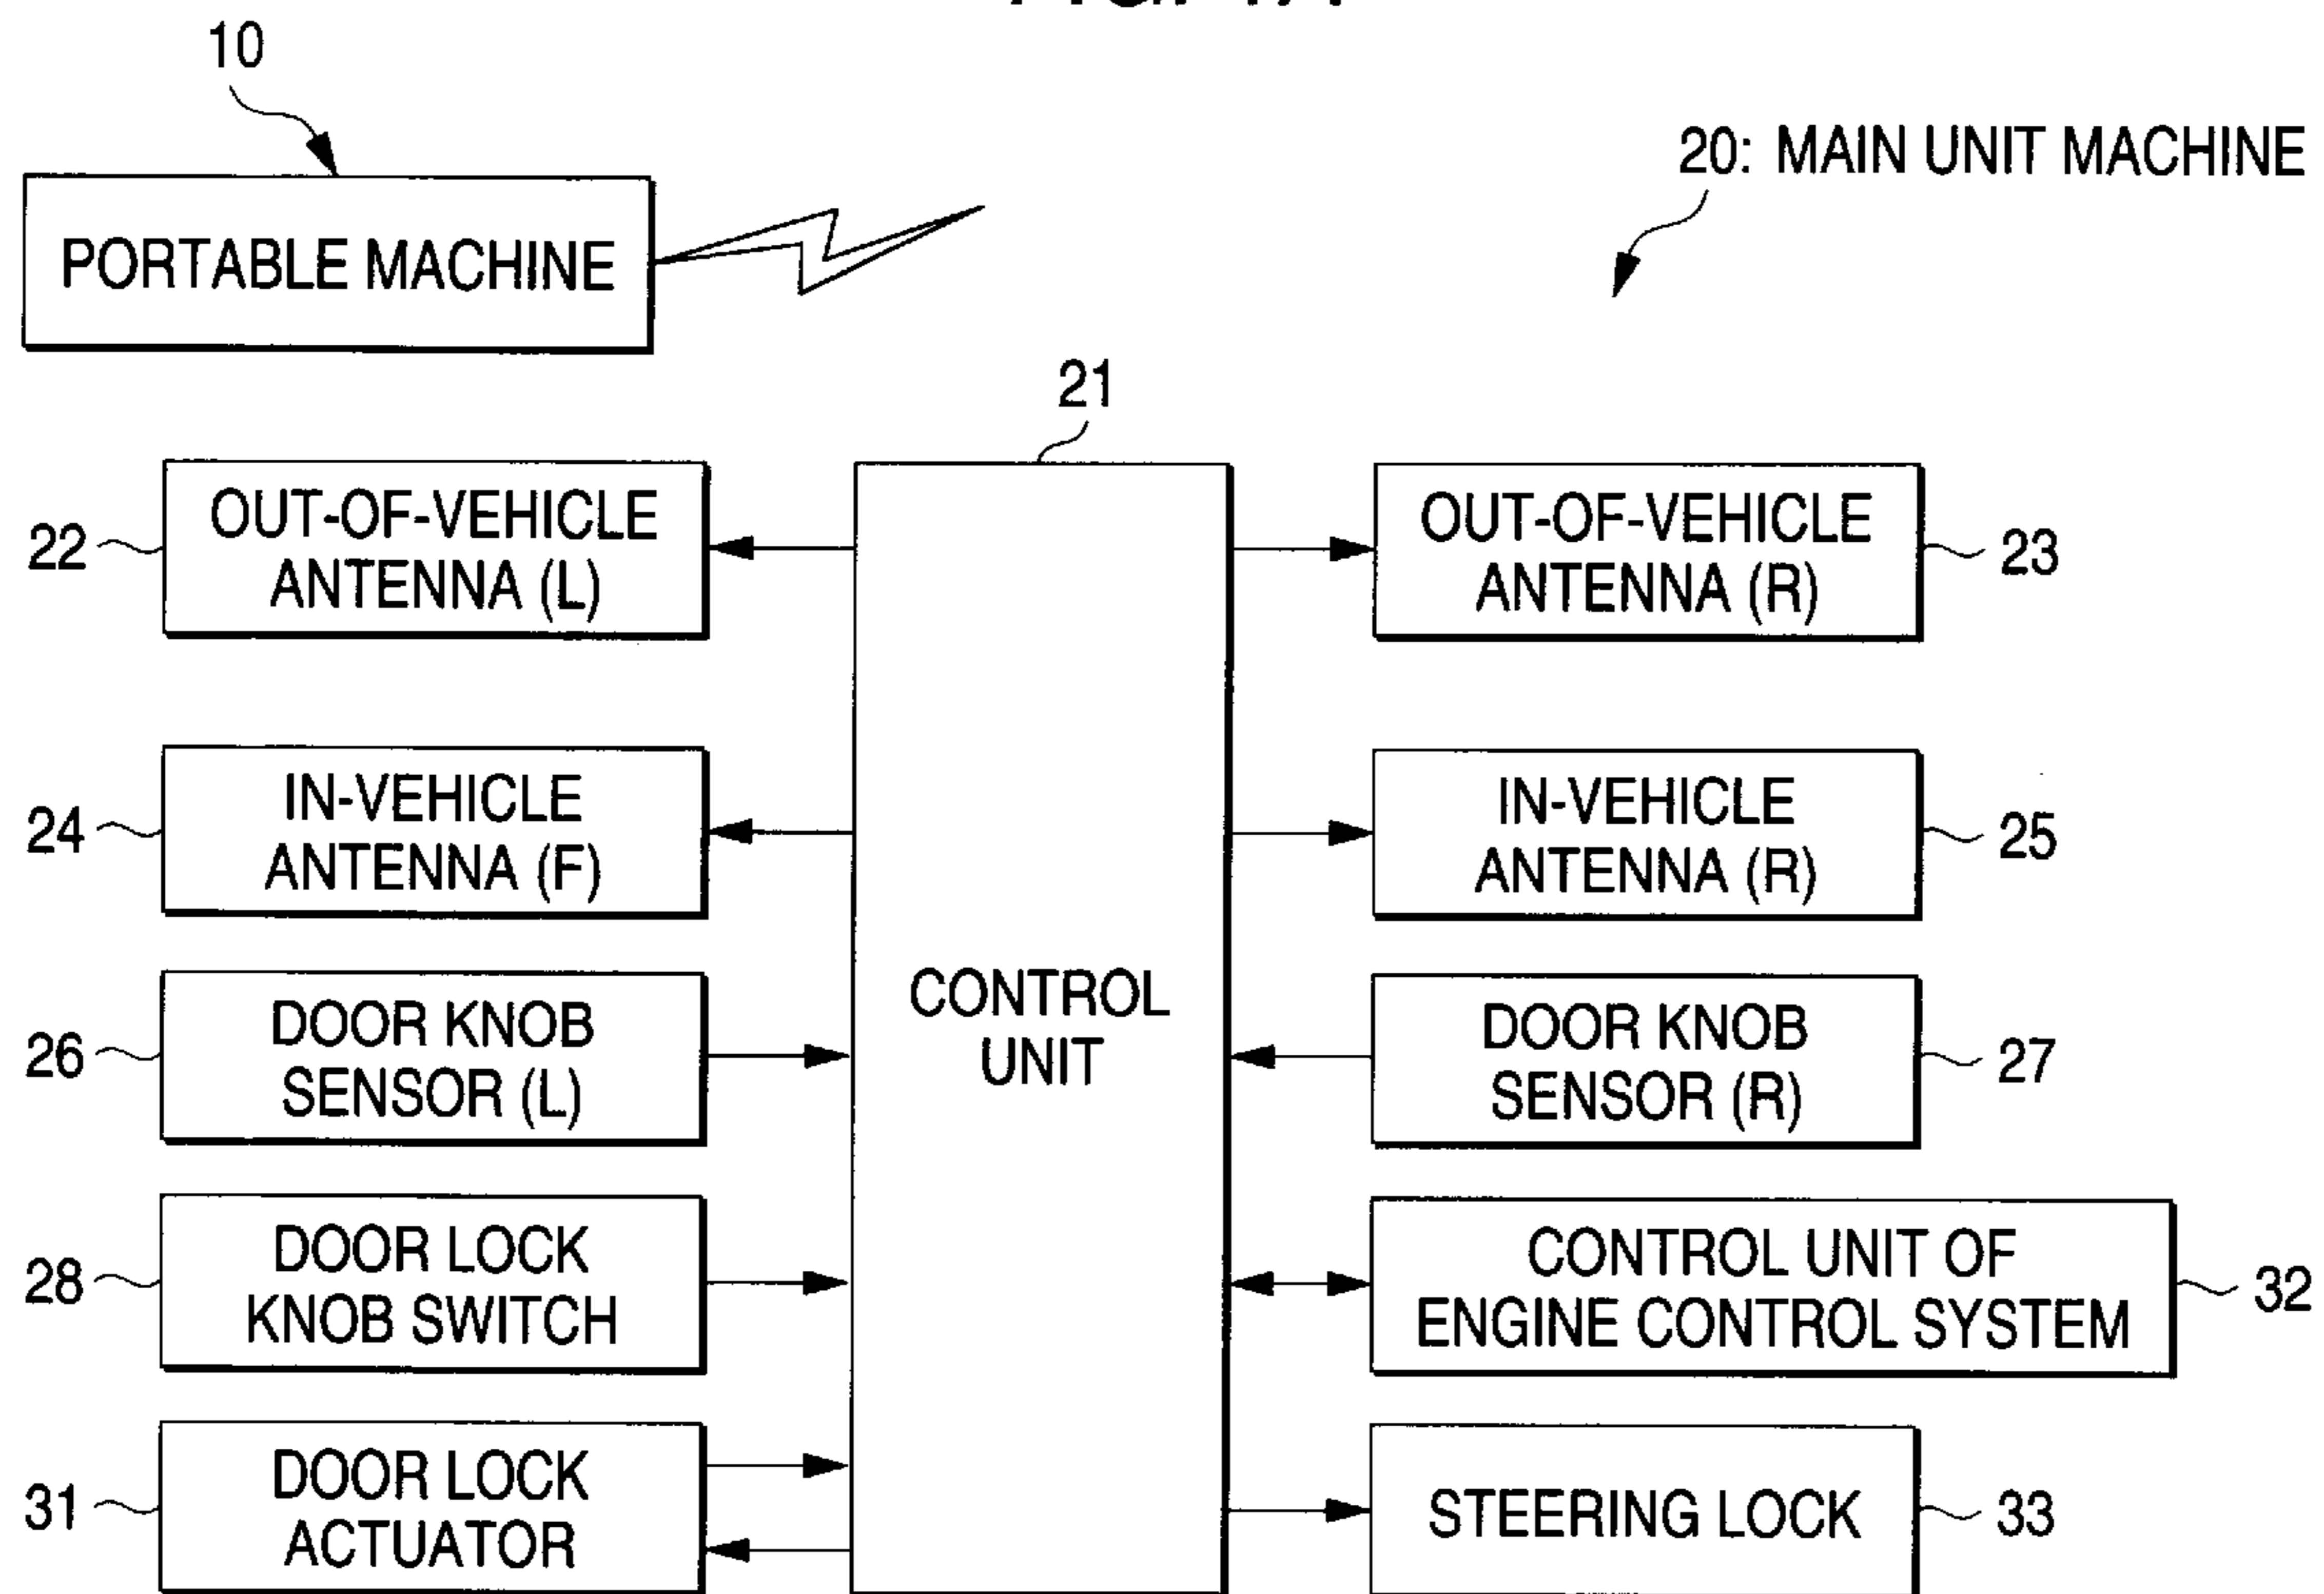 10
20: MAIN UNIT MACHINE
PORTABLE MACHINE
21
22
OUT-OF-VEHICLE
ANTENNA (L)
OUT-OF-VEHICLE
ANTENNA (R)
23
24
IN-VEHICLE
ANTENNA (F)
IN-VEHICLE
ANTENNA (R)
25
CONTROL
UNIT
26
DOOR KNOB
SENSOR (L)
DOOR KNOB
SENSOR (R)
27
28
DOOR LOCK
KNOB SWITCH
CONTROL UNIT OF
ENGINE CONTROL SYSTEM
32
31
DOOR LOCK
ACTUATOR
STEERING LOCK
33